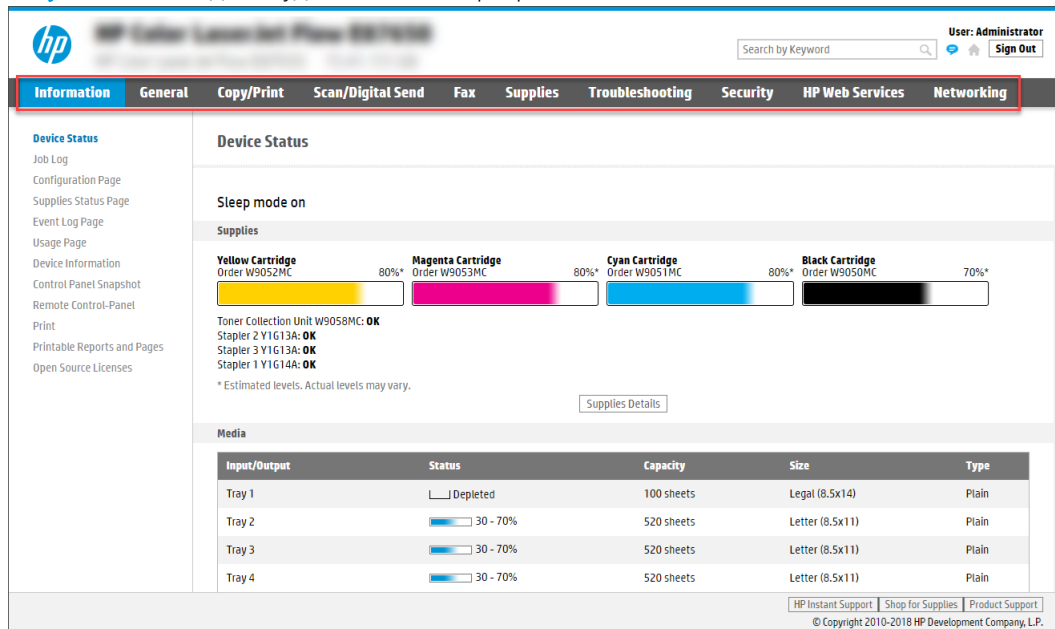 hp
User: Administrator
Search by Keyword
Sign Out
Information General Copy/Print Scan/Digital Send Fax Supplies Troubleshooting Security HP Web Services Networking
Device Status
Job Log
Configuration Page
Supplies Status Page
Event Log Page
Usage Page
Device Information
Control Panel Snapshot
Remote Control-Panel
Print
Printable Reports and Pages
Open Source Licenses
Device Status
Sleep mode on
Supplies
Yellow Cartridge
Order W9052MC 80%*
Magenta Cartridge
Order W9053MC 80%*
Cyan Cartridge
Order W9051MC 80%*
Black Cartridge
Order W9050MC 70%*
Toner Collection Unit W9058MC: OK
Stapler 2 Y1G13A: OK
Stapler 3 Y1G13A: OK
Stapler 1 Y1G14A: OK
* Estimated levels. Actual levels may vary.
Supplies Details
Media
Input/Output Status Capacity Size Type
Tray 1 Depleted 100 sheets Legal (8.5x14) Plain
Tray 2 30 - 70% 520 sheets Letter (8.5x11) Plain
Tray 3 30 - 70% 520 sheets Letter (8.5x11) Plain
Tray 4 30 - 70% 520 sheets Letter (8.5x11) Plain
HP Instant Support Shop for Supplies Product Support
© Copyright 2010-2018 HP Development Company, L.P.